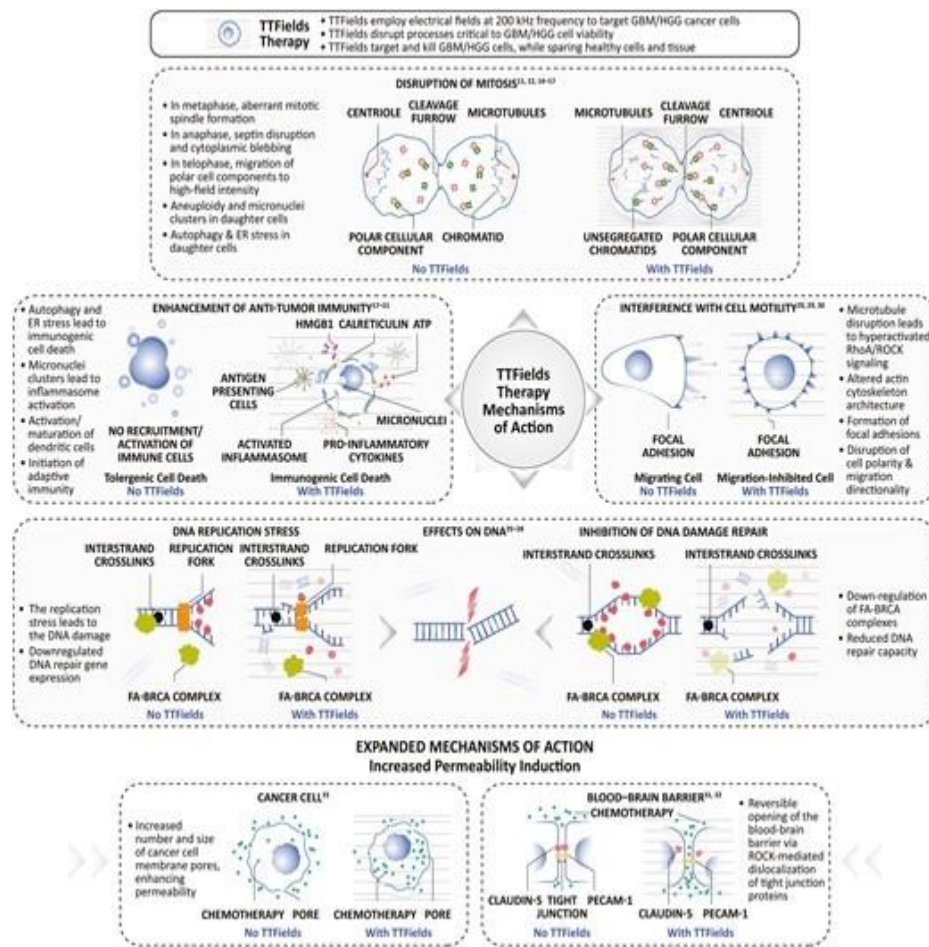 TTFields
Therapy
• TTFields employ electrical fields at 200 kHz frequency to target GBM/HGG cancer cells
• TTFields disrupt processes critical to GBM/HGG cell viability
• TTFields target and kill GBM/HGG cells, while sparing healthy cells and tissue
DISRUPTION OF MITOSIS
• In metaphase, aberrant mitotic
spindle formation
• In anaphase, septin disruption
and cytoplasmic blebbing
• In telophase, migration of
polar cell components to
high-field intensity
• Aneuploidy and micronuclei
clusters in daughter cells
• Autophagy & ER stress in
daughter cells
CENTRIOLE CLEAVAGE FURROW MICROTUBULES
POLAR CELLULAR COMPONENT CHROMATID
No TTFields
MICROTUBULES CLEAVAGE FURROW CENTRIOLE
UNSEGREGATED CHROMATIDS POLAR CELLULAR COMPONENT
With TTFields
ENHANCEMENT OF ANTI-TUMOR IMMUNITY
• Autophagy and
ER stress lead to
immunogenic
cell death
• Micronuclei
clusters lead to
inflammasome
activation
• Activation/
maturation of
dendritic cells
• Initiation of
adaptive
immunity
NO RECRUITMENT/
ACTIVATION OF
IMMUNE CELLS
Tolergenic Cell Death
No TTFields
HMGB1 CALRETICULIN ATP
ANTIGEN
PRESENTING
CELLS
MICRONUCLEI
ACTIVATED INFLAMMASOME PRO-INFLAMMATORY CYTOKINES
Immunogenic Cell Death
With TTFields
TTFields
Therapy
Mechanisms
of Action
INTERFERENCE WITH CELL MOTILITY
FOCAL
ADHESION
Migrating Cell
No TTFields
FOCAL
ADHESION
Migration-Inhibited Cell
With TTFields
• Microtubule
disruption leads to
hyperactivated
RhoA/ROCK
signaling
• Altered actin
cytoskeleton
architecture
• Formation of
focal adhesions
• Disruption of
cell polarity &
migration
directionality
EFFECTS ON DNA
DNA REPLICATION STRESS
• The replication
stress leads to
the DNA damage
• Downregulated
DNA repair gene
expression
INTERSTRAND CROSSLINKS REPLICATION FORK
FA-BRCA COMPLEX
No TTFields
INTERSTRAND CROSSLINKS REPLICATION FORK
FA-BRCA COMPLEX
With TTFields
INHIBITION OF DNA DAMAGE REPAIR
INTERSTRAND CROSSLINKS
FA-BRCA COMPLEX
No TTFields
INTERSTRAND CROSSLINKS
FA-BRCA COMPLEX
With TTFields
• Down-regulation
of FA-BRCA
complexes
• Reduced DNA
repair capacity
EXPANDED MECHANISMS OF ACTION
Increased Permeability Induction
CANCER CELL
• Increased
number and size
of cancer cell
membrane pores,
enhancing
permeability
CHEMOTHERAPY PORE
No TTFields
CHEMOTHERAPY PORE
With TTFields
BLOOD–BRAIN BARRIER
CHEMOTHERAPY
CLAUDIN-5 TIGHT JUNCTION PECAM-1
No TTFields
CLAUDIN-5 PECAM-1
With TTFields
• Reversible
opening of the
blood-brain
barrier via
ROCK-mediated
dislocalization
of tight junction
proteins